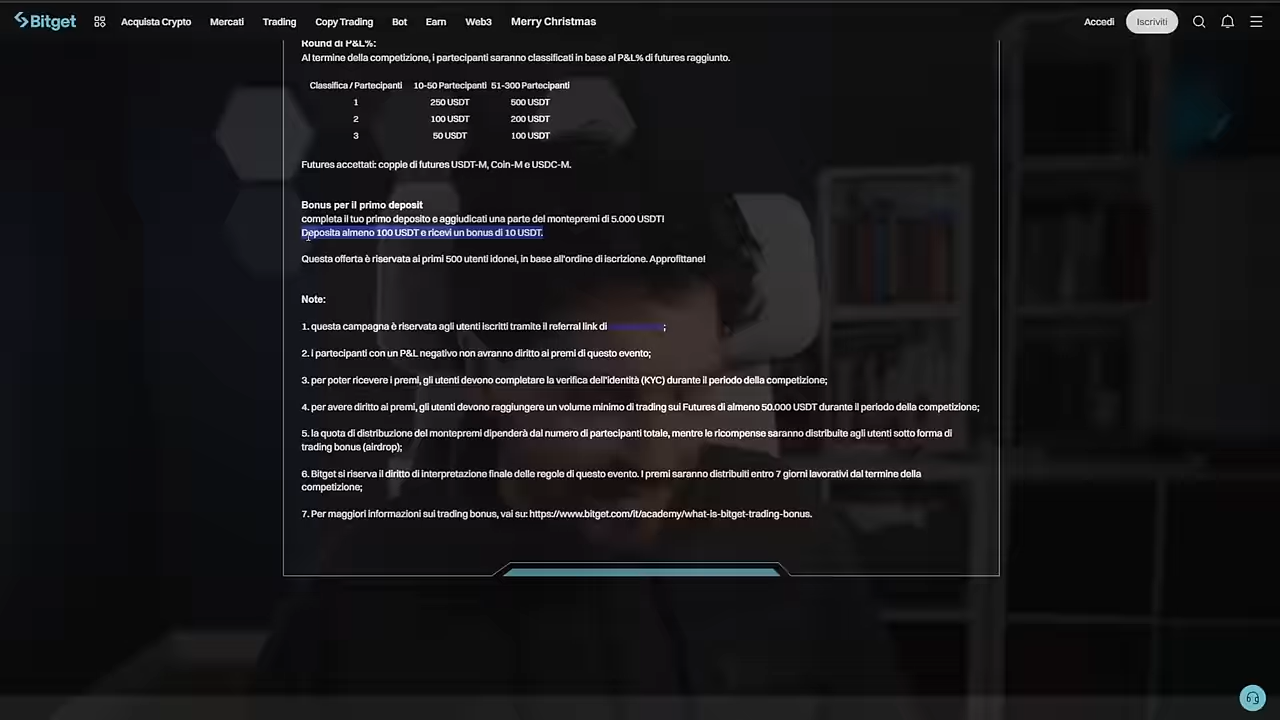 Bitget
Acquista Crypto Mercati Trading Copy Trading Bot Earn Web3 Merry Christmas Accedi Iscriviti
Round di P&L%:
Al termine della competizione, i partecipanti saranno classificati in base al P&L% di futures raggiunto.
Classifica / Partecipanti 10-50 Partecipanti 51-300 Partecipanti
1 250 USDT 500 USDT
2 100 USDT 200 USDT
3 50 USDT 100 USDT
Futures accettati: coppie di futures USDT-M, Coin-M e USDC-M.
Bonus per il primo deposit
completa il tuo primo deposito e aggiudicati una parte del montepremi di 5.000 USDT!
Deposita almeno 100 USDT e ricevi un bonus di 10 USDT.
Questa offerta è riservata ai primi 500 utenti idonei, in base all'ordine di iscrizione. Approfittane!
Note:
1. questa campagna è riservata agli utenti iscritti tramite il referral link di ;
2. i partecipanti con un P&L negativo non avranno diritto ai premi di questo evento;
3. per poter ricevere i premi, gli utenti devono completare la verifica dell'identità (KYC) durante il periodo della competizione;
4. per avere diritto ai premi, gli utenti devono raggiungere un volume minimo di trading sui Futures di almeno 50.000 USDT durante il periodo della competizione;
5. la quota di distribuzione del montepremi dipenderà dal numero di partecipanti totale, mentre le ricompense saranno distribuite agli utenti sotto forma di
trading bonus (airdrop);
6. Bitget si riserva il diritto di interpretazione finale delle regole di questo evento. I premi saranno distribuiti entro 7 giorni lavorativi dal termine della
competizione;
7. Per maggiori informazioni sui trading bonus, vai su: https://www.bitget.com/it/academy/what-is-bitget-trading-bonus.